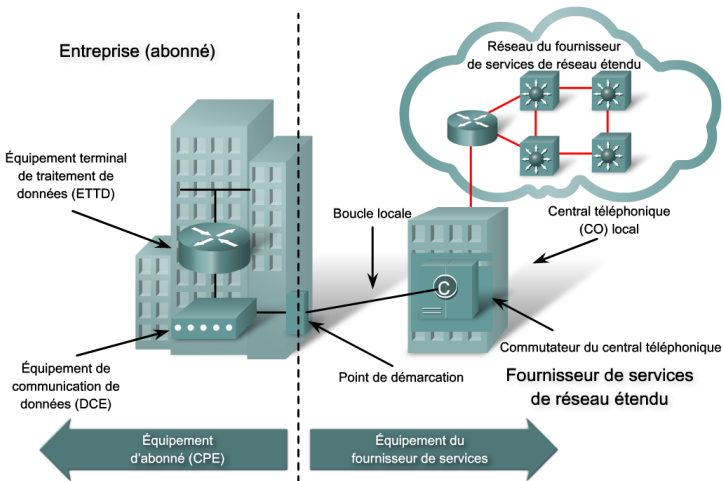 Entreprise (abonné)
Réseau du fournisseur
de services de réseau étendu
Équipement terminal
de traitement de
données (ETTD)
Boucle locale
Central téléphonique
(CO) local
C
Commutateur du central téléphonique
Équipement de
communication de
données (DCE)
Point de démarcation
Fournisseur de services
de réseau étendu
Équipement
d'abonné (CPE)
Équipement du
fournisseur de services